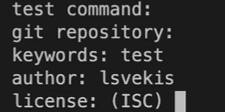 test command:
git repository:
keywords: test
author: lsvekis
license: (ISC)